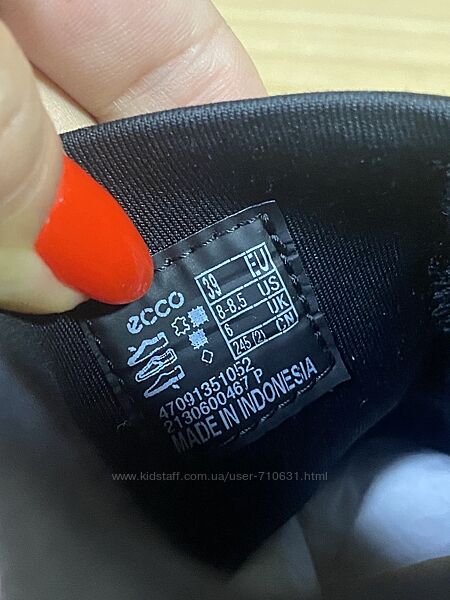 ecco
39 EU
8-8.5 US
6 UK
245(2) CN
47091351052
2130600467 P
MADE IN INDONESIA
www.kidstaff.com.ua/user-710631.html